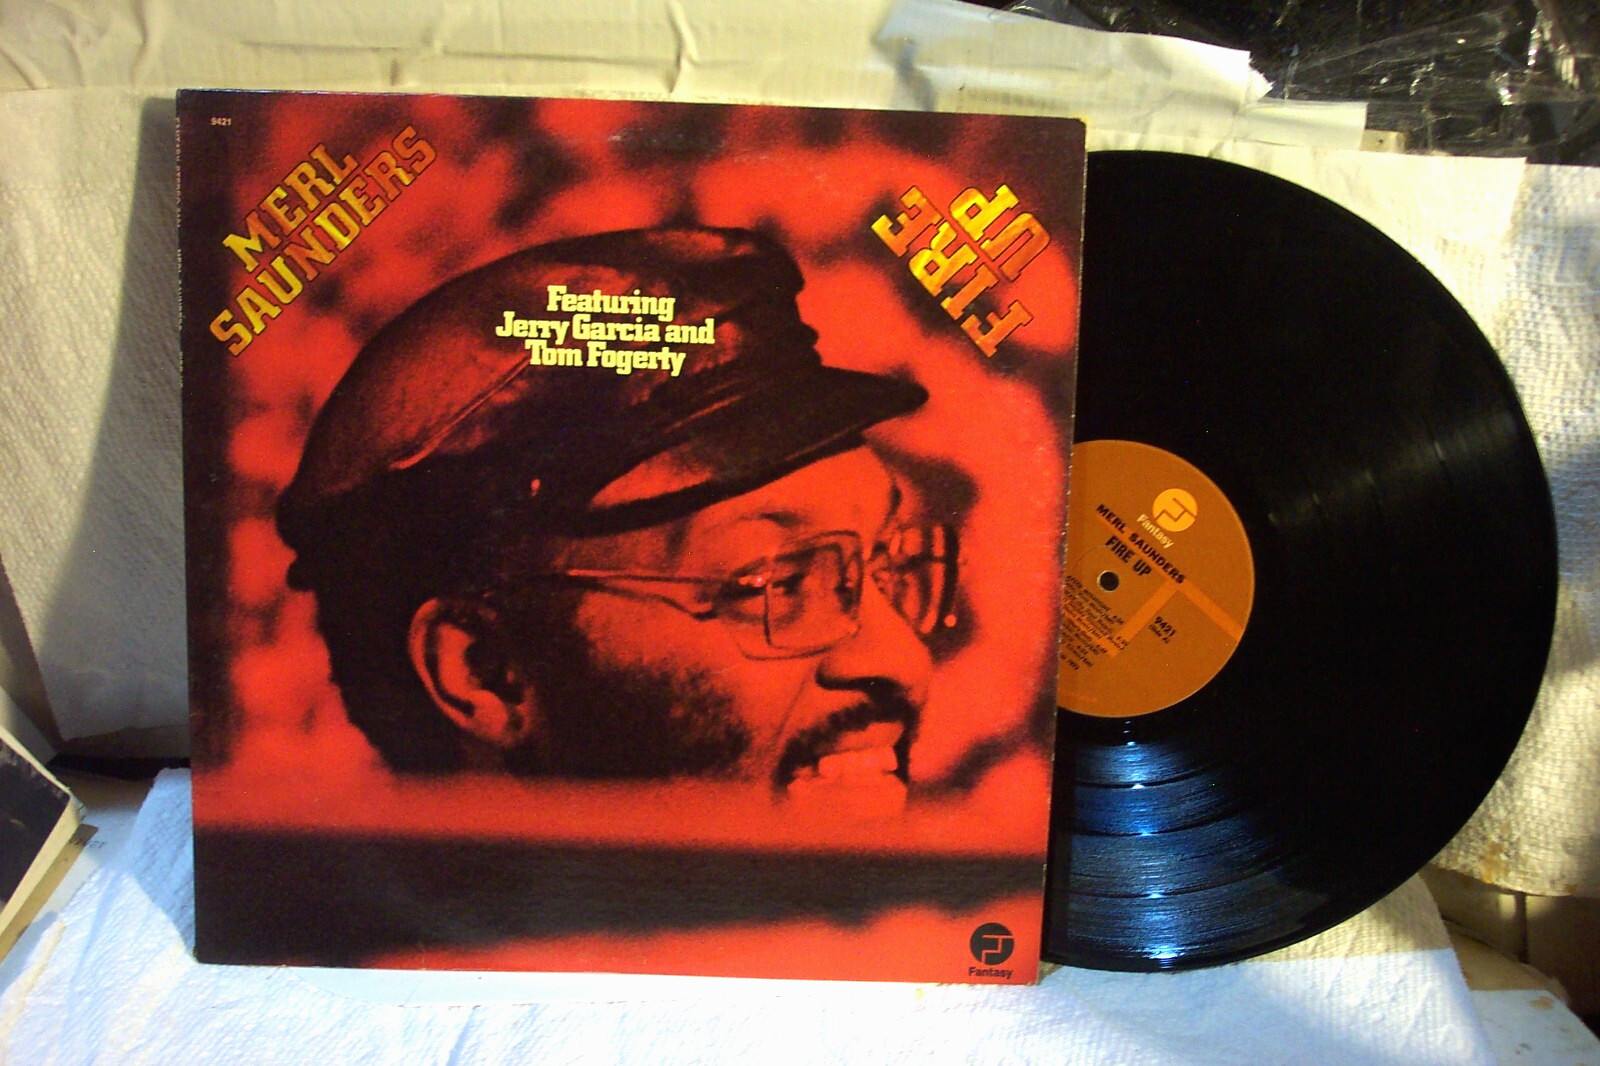 9421
MERL
SAUNDERS
FIRE
UP
Featuring
Jerry Garcia and
Tom Fogerty
Fantasy
Fantasy
MERL SAUNDERS
FIRE UP
9421